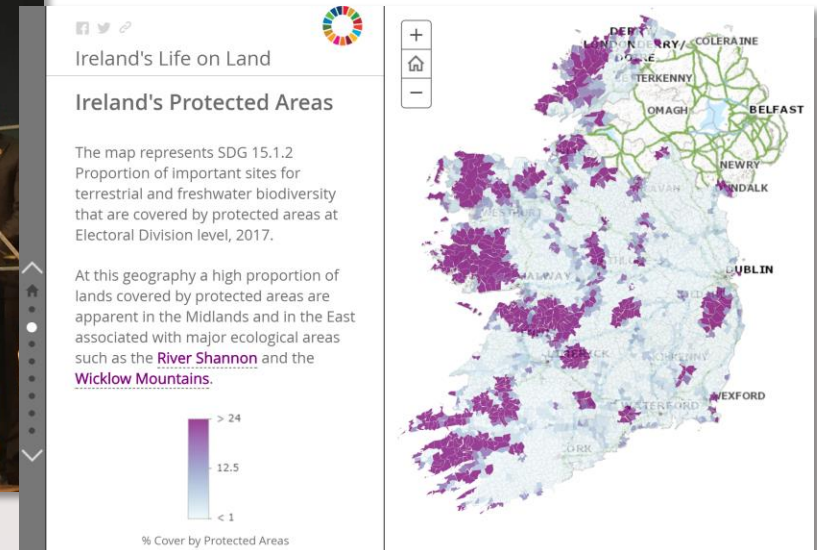 Ireland's Life on Land
Ireland's Protected Areas
The map represents SDG 15.1.2
Proportion of important sites for
terrestrial and freshwater biodiversity
that are covered by protected areas at
Electoral Division level, 2017.
At this geography a high proportion of
lands covered by protected areas are
apparent in the Midlands and in the East
associated with major ecological areas
such as the River Shannon and the
Wicklow Mountains.
> 24
12.5
< 1
% Cover by Protected Areas
+
−
COLERAINE
TERKENNY
OMAGH
BELFAST
NEWRY
NDALK
UBLIN
EXFORD